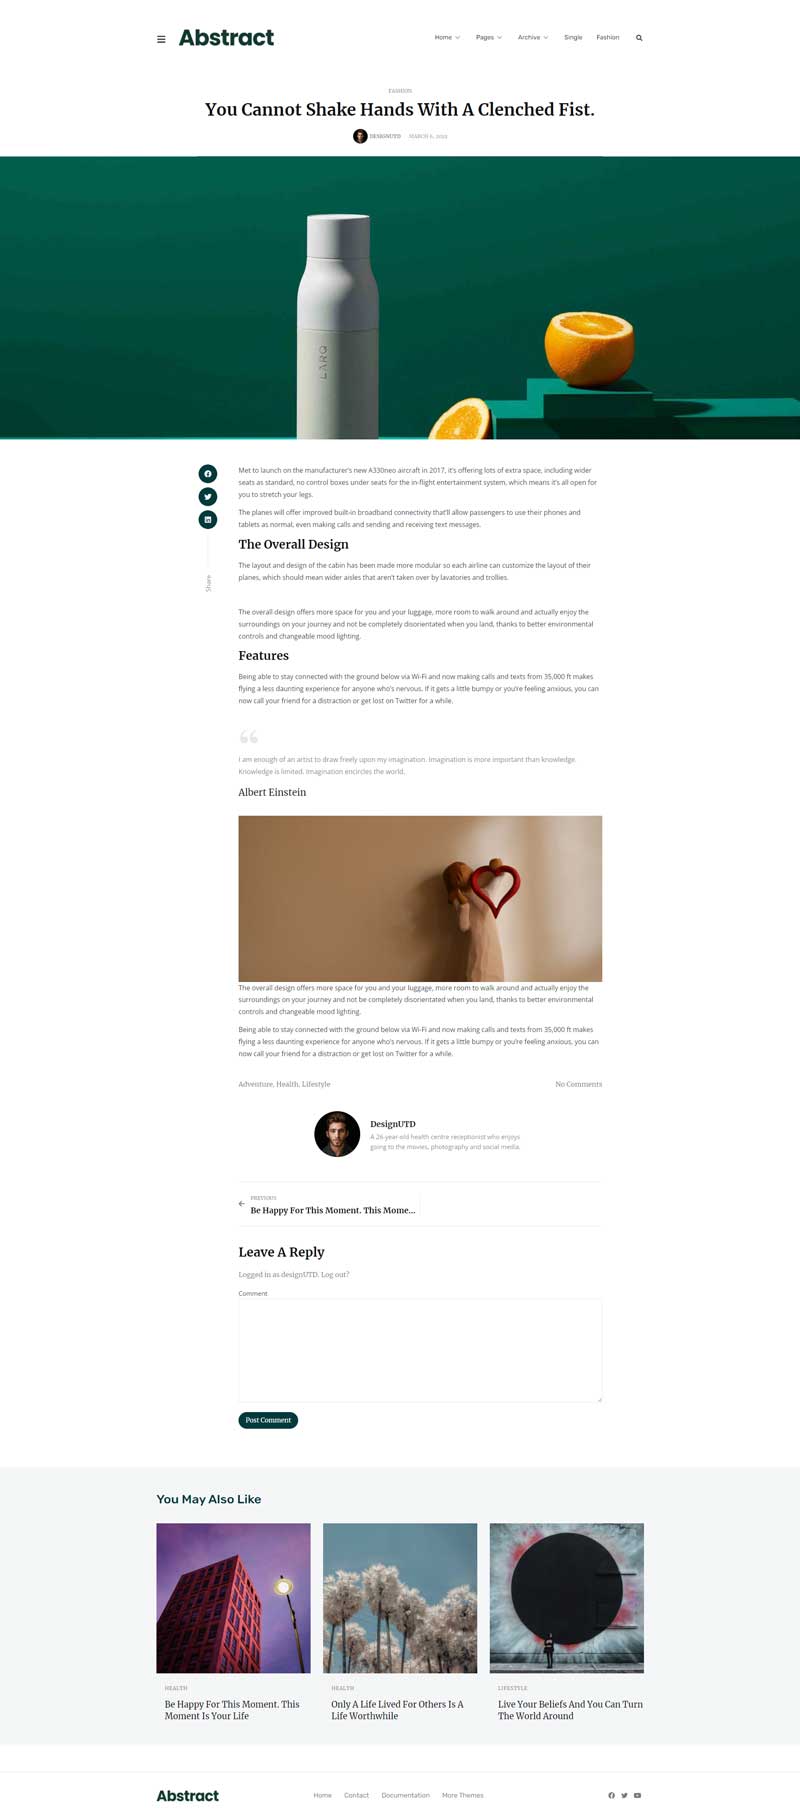 Abstract
Home Pages Archive Single Fashion
FASHION
You Cannot Shake Hands With A Clenched Fist.
DESIGNUTD MARCH 6, 2022
LARQ
Met to launch on the manufacturer's new A330neo aircraft in 2017, it's offering lots of extra space, including wider
seats as standard, no control boxes under seats for the in-flight entertainment system, which means it's all open for
you to stretch your legs.
The planes will offer improved built-in broadband connectivity that'll allow passengers to use their phones and
tablets as normal, even making calls and sending and receiving text messages.
Share
The Overall Design
The layout and design of the cabin has been made more modular so each airline can customize the layout of their
planes, which should mean wider aisles that aren't taken over by lavatories and trollies.
The overall design offers more space for you and your luggage, more room to walk around and actually enjoy the
surroundings on your journey and not be completely disorientated when you land, thanks to better environmental
controls and changeable mood lighting.
Features
Being able to stay connected with the ground below via Wi-Fi and now making calls and texts from 35,000 ft makes
flying a less daunting experience for anyone who's nervous. If it gets a little bumpy or you're feeling anxious, you can
now call your friend for a distraction or get lost on Twitter for a while.
I am enough of an artist to draw freely upon my imagination. Imagination is more important than knowledge.
Knowledge is limited. Imagination encircles the world.
Albert Einstein
The overall design offers more space for you and your luggage, more room to walk around and actually enjoy the
surroundings on your journey and not be completely disorientated when you land, thanks to better environmental
controls and changeable mood lighting.
Being able to stay connected with the ground below via Wi-Fi and now making calls and texts from 35,000 ft makes
flying a less daunting experience for anyone who's nervous. If it gets a little bumpy or you're feeling anxious, you can
now call your friend for a distraction or get lost on Twitter for a while.
Adventure, Health, Lifestyle No Comments
DesignUTD
A 26-year-old health centre receptionist who enjoys
going to the movies, photography and social media.
PREVIOUS
Be Happy For This Moment. This Mome...
Leave A Reply
Logged in as designUTD. Log out?
Comment
Post Comment
You May Also Like
HEALTH
Be Happy For This Moment. This
Moment Is Your Life
HEALTH
Only A Life Lived For Others Is A
Life Worthwhile
LIFESTYLE
Live Your Beliefs And You Can Turn
The World Around
Abstract
Home Contact Documentation More Themes